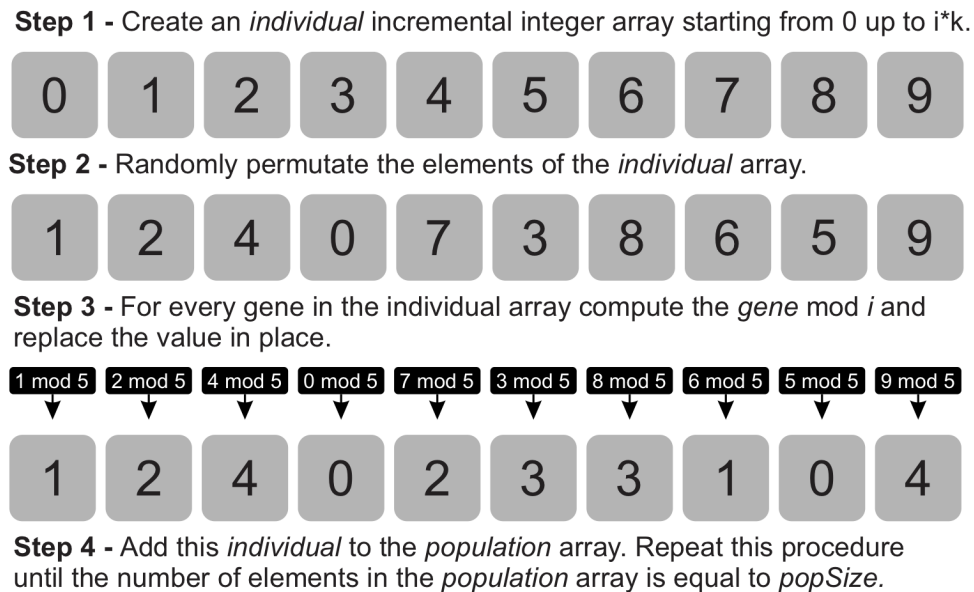 Step 1 - Create an individual incremental integer array starting from 0 up to i*k.
0 1 2 3 4 5 6 7 8 9
Step 2 - Randomly permutate the elements of the individual array.
1 2 4 0 7 3 8 6 5 9
Step 3 - For every gene in the individual array compute the gene mod i and
replace the value in place.
1 mod 5 2 mod 5 4 mod 5 0 mod 5 7 mod 5 3 mod 5 8 mod 5 6 mod 5 5 mod 5 9 mod 5
1 2 4 0 2 3 3 1 0 4
Step 4 - Add this individual to the population array. Repeat this procedure
until the number of elements in the population array is equal to popSize.